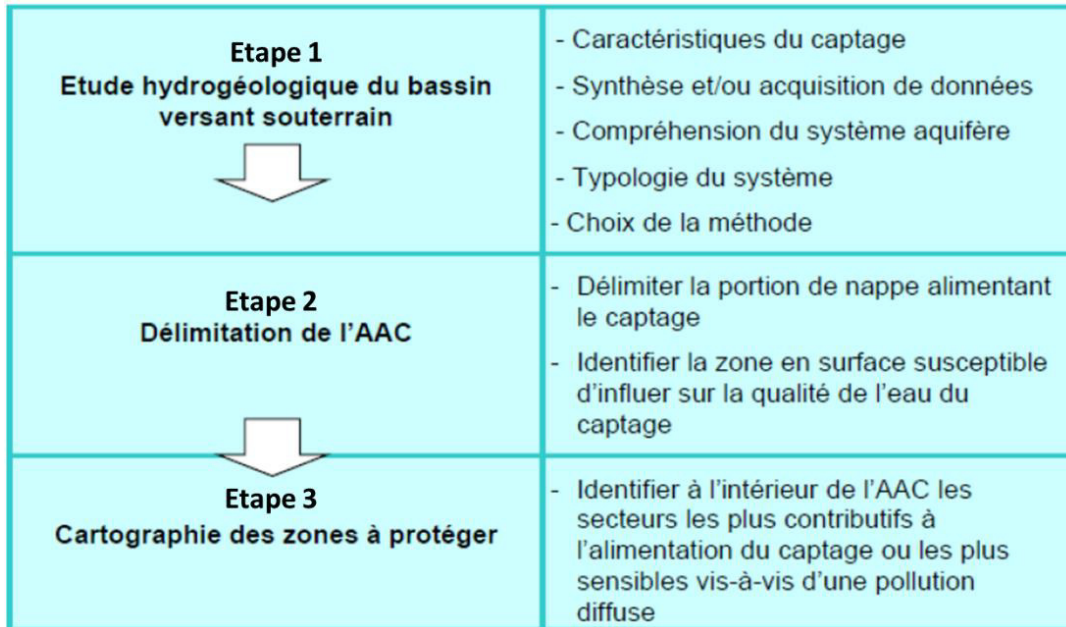 Etape 1
Etude hydrogéologique du bassin
versant souterrain
- Caractéristiques du captage
- Synthèse et/ou acquisition de données
- Compréhension du système aquifère
- Typologie du système
- Choix de la méthode
Etape 2
Délimitation de l'AAC
- Délimiter la portion de nappe alimentant
le captage
- Identifier la zone en surface susceptible
d'influer sur la qualité de l'eau du
captage
Etape 3
Cartographie des zones à protéger
- Identifier à l'intérieur de l'AAC les
secteurs les plus contributifs à
l'alimentation du captage ou les plus
sensibles vis-à-vis d'une pollution
diffuse